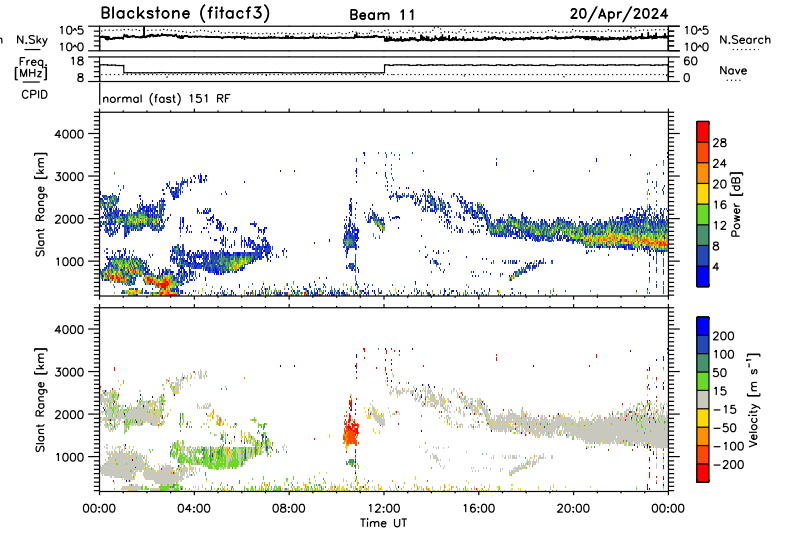 Blackstone (fitacf3) Beam 11 20/Apr/2024
N.Sky 10^5 10^0 10^5 10^0 N.Search
Freq. [MHz] 18 8 60 0 Nave
CPID normal (fast) 151 RF
Slant Range [km] 4000 3000 2000 1000
Power [dB] 28 24 20 16 12 8 4
Slant Range [km] 4000 3000 2000 1000
Velocity [m s⁻¹] 200 100 50 15 -15 -50 -100 -200
00:00 04:00 08:00 12:00 16:00 20:00 00:00
Time UT